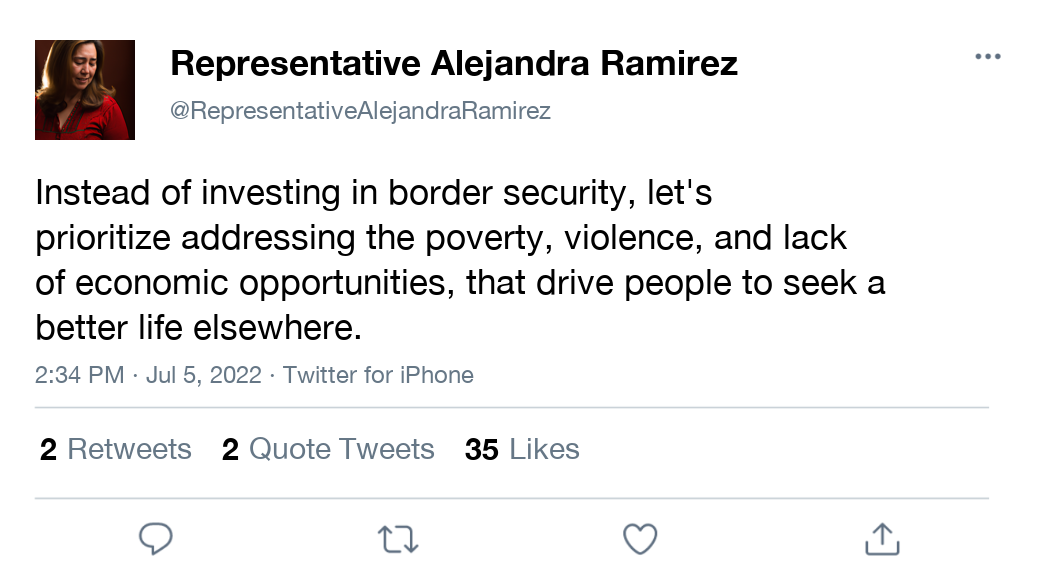 Representative Alejandra Ramirez
@RepresentativeAlejandraRamirez
Instead of investing in border security, let's
prioritize addressing the poverty, violence, and lack
of economic opportunities, that drive people to seek a
better life elsewhere.
2:34 PM · Jul 5, 2022 · Twitter for iPhone
2 Retweets 2 Quote Tweets 35 Likes